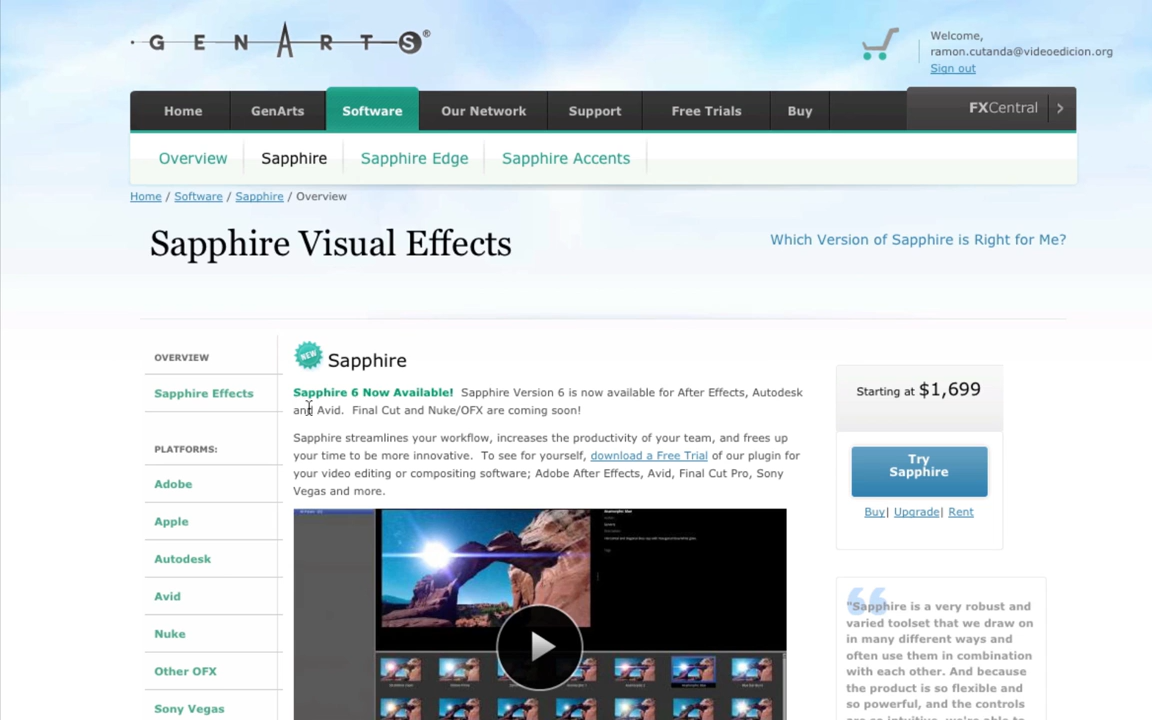 GENARTS®
Welcome,
ramon.cutanda@videoedicion.org
Sign out
Home GenArts Software Our Network Support Free Trials Buy FXCentral >
Overview Sapphire Sapphire Edge Sapphire Accents
Home / Software / Sapphire / Overview
Sapphire Visual Effects
Which Version of Sapphire is Right for Me?
OVERVIEW
Sapphire Effects
PLATFORMS:
Adobe
Apple
Autodesk
Avid
Nuke
Other OFX
Sony Vegas
NEW Sapphire
Sapphire 6 Now Available! Sapphire Version 6 is now available for After Effects, Autodesk
and Avid. Final Cut and Nuke/OFX are coming soon!
Sapphire streamlines your workflow, increases the productivity of your team, and frees up
your time to be more innovative. To see for yourself, download a Free Trial of our plugin for
your video editing or compositing software; Adobe After Effects, Avid, Final Cut Pro, Sony
Vegas and more.
Starting at $1,699
Try
Sapphire
Buy| Upgrade| Rent
"Sapphire is a very robust and
varied toolset that we draw on
in many different ways and
often use them in combination
with each other. And because
the product is so flexible and
so powerful, and the controls
are so intuitive, we're able to